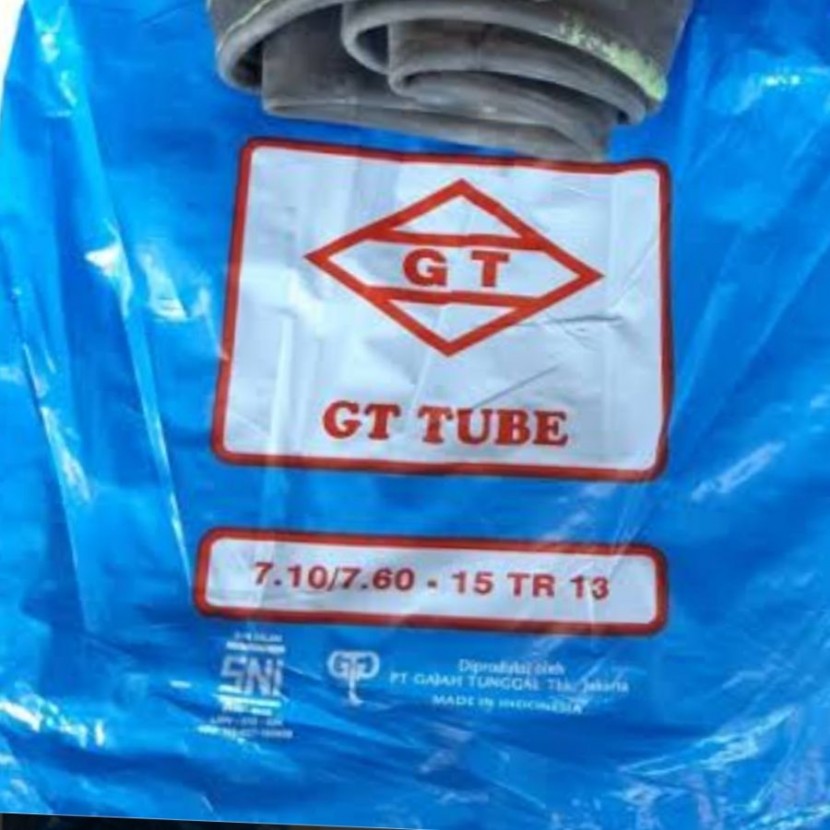 G T
GT TUBE
7.10/7.60 - 15 TR 13
SNI
Diproduksi oleh
PT GAJAH TUNGGAL Tbk, Jakarta
MADE IN INDONESIA